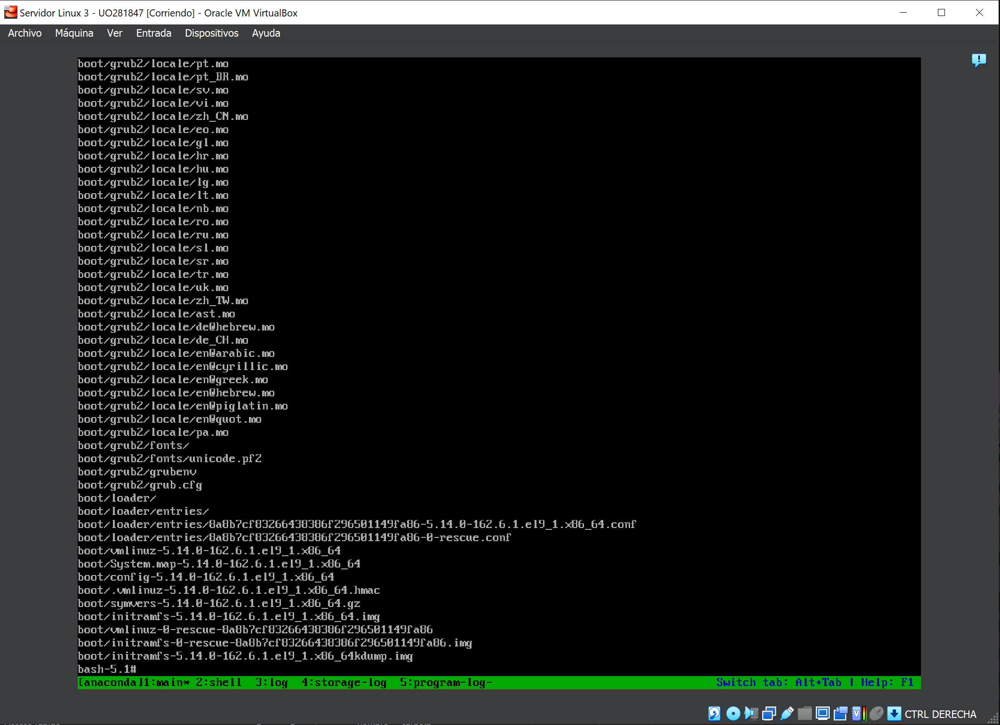 Servidor Linux 3 - UO281847 [Corriendo] - Oracle VM VirtualBox
Archivo Máquina Ver Entrada Dispositivos Ayuda
boot/grub2/locale/pt.mo
boot/grub2/locale/pt_BR.mo
boot/grub2/locale/sv.mo
boot/grub2/locale/vi.mo
boot/grub2/locale/zh_CN.mo
boot/grub2/locale/eo.mo
boot/grub2/locale/gl.mo
boot/grub2/locale/hr.mo
boot/grub2/locale/hu.mo
boot/grub2/locale/lg.mo
boot/grub2/locale/lt.mo
boot/grub2/locale/nb.mo
boot/grub2/locale/ro.mo
boot/grub2/locale/ru.mo
boot/grub2/locale/sl.mo
boot/grub2/locale/sr.mo
boot/grub2/locale/tr.mo
boot/grub2/locale/uk.mo
boot/grub2/locale/zh_TW.mo
boot/grub2/locale/ast.mo
boot/grub2/locale/de@hebrew.mo
boot/grub2/locale/de_CH.mo
boot/grub2/locale/en@arabic.mo
boot/grub2/locale/en@cyrillic.mo
boot/grub2/locale/en@greek.mo
boot/grub2/locale/en@hebrew.mo
boot/grub2/locale/en@piglatin.mo
boot/grub2/locale/en@quot.mo
boot/grub2/locale/pa.mo
boot/grub2/fonts/
boot/grub2/fonts/unicode.pf2
boot/grub2/grubenv
boot/grub2/grub.cfg
boot/loader/
boot/loader/entries/
boot/loader/entries/8a8b7cf83266438386f296501149fa86-5.14.0-162.6.1.el9_1.x86_64.conf
boot/loader/entries/8a8b7cf83266438386f296501149fa86-0-rescue.conf
boot/vmlinuz-5.14.0-162.6.1.el9_1.x86_64
boot/System.map-5.14.0-162.6.1.el9_1.x86_64
boot/config-5.14.0-162.6.1.el9_1.x86_64
boot/.vmlinuz-5.14.0-162.6.1.el9_1.x86_64.hmac
boot/symvers-5.14.0-162.6.1.el9_1.x86_64.gz
boot/initramfs-5.14.0-162.6.1.el9_1.x86_64.img
boot/vmlinuz-0-rescue-8a8b7cf83266438386f296501149fa86
boot/initramfs-0-rescue-8a8b7cf83266438386f296501149fa86.img
boot/initramfs-5.14.0-162.6.1.el9_1.x86_64kdump.img
bash-5.1#
[anaconda]1:main* 2:shell  3:log  4:storage-log  5:program-log- Switch tab: Alt+Tab | Help: F1
CTRL DERECHA